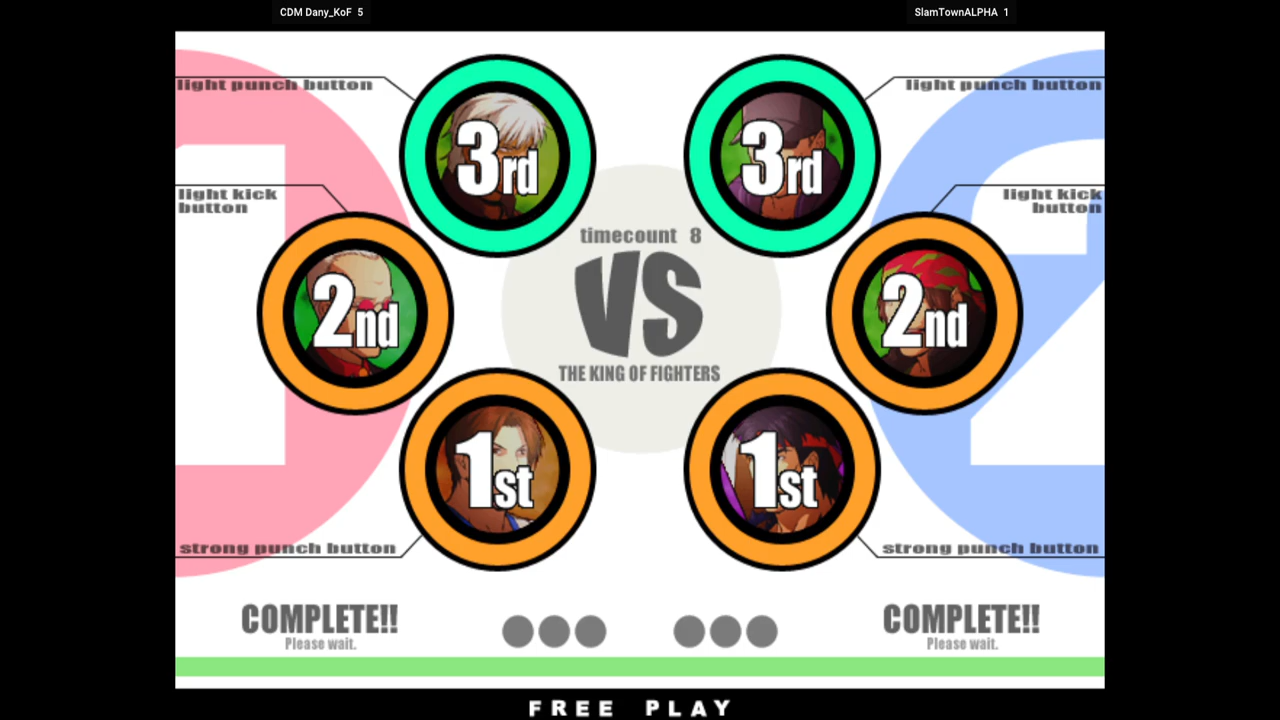 CDM Dany_KoF 5
SlamTownALPHA 1
light punch button
light punch button
3rd
3rd
light kick
button
light kick
button
timecount 8
VS
THE KING OF FIGHTERS
2nd
2nd
1
2
1st
1st
strong punch button
strong punch button
COMPLETE!!
Please wait.
COMPLETE!!
Please wait.
FREE PLAY